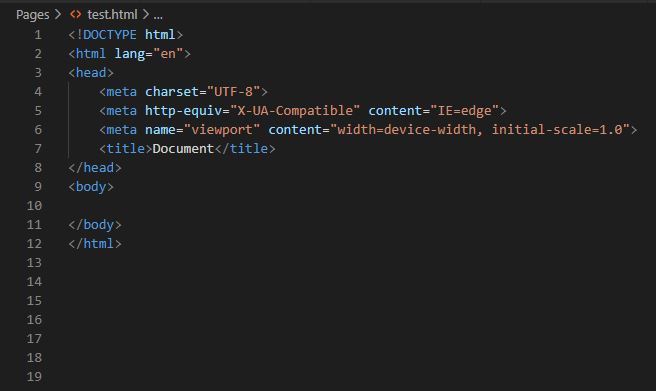 Pages > <> test.html > ...
1 <!DOCTYPE html>
2 <html lang="en">
3 <head>
4     <meta charset="UTF-8">
5     <meta http-equiv="X-UA-Compatible" content="IE=edge">
6     <meta name="viewport" content="width=device-width, initial-scale=1.0">
7     <title>Document</title>
8 </head>
9 <body>
10
11 </body>
12 </html>
13
14
15
16
17
18
19